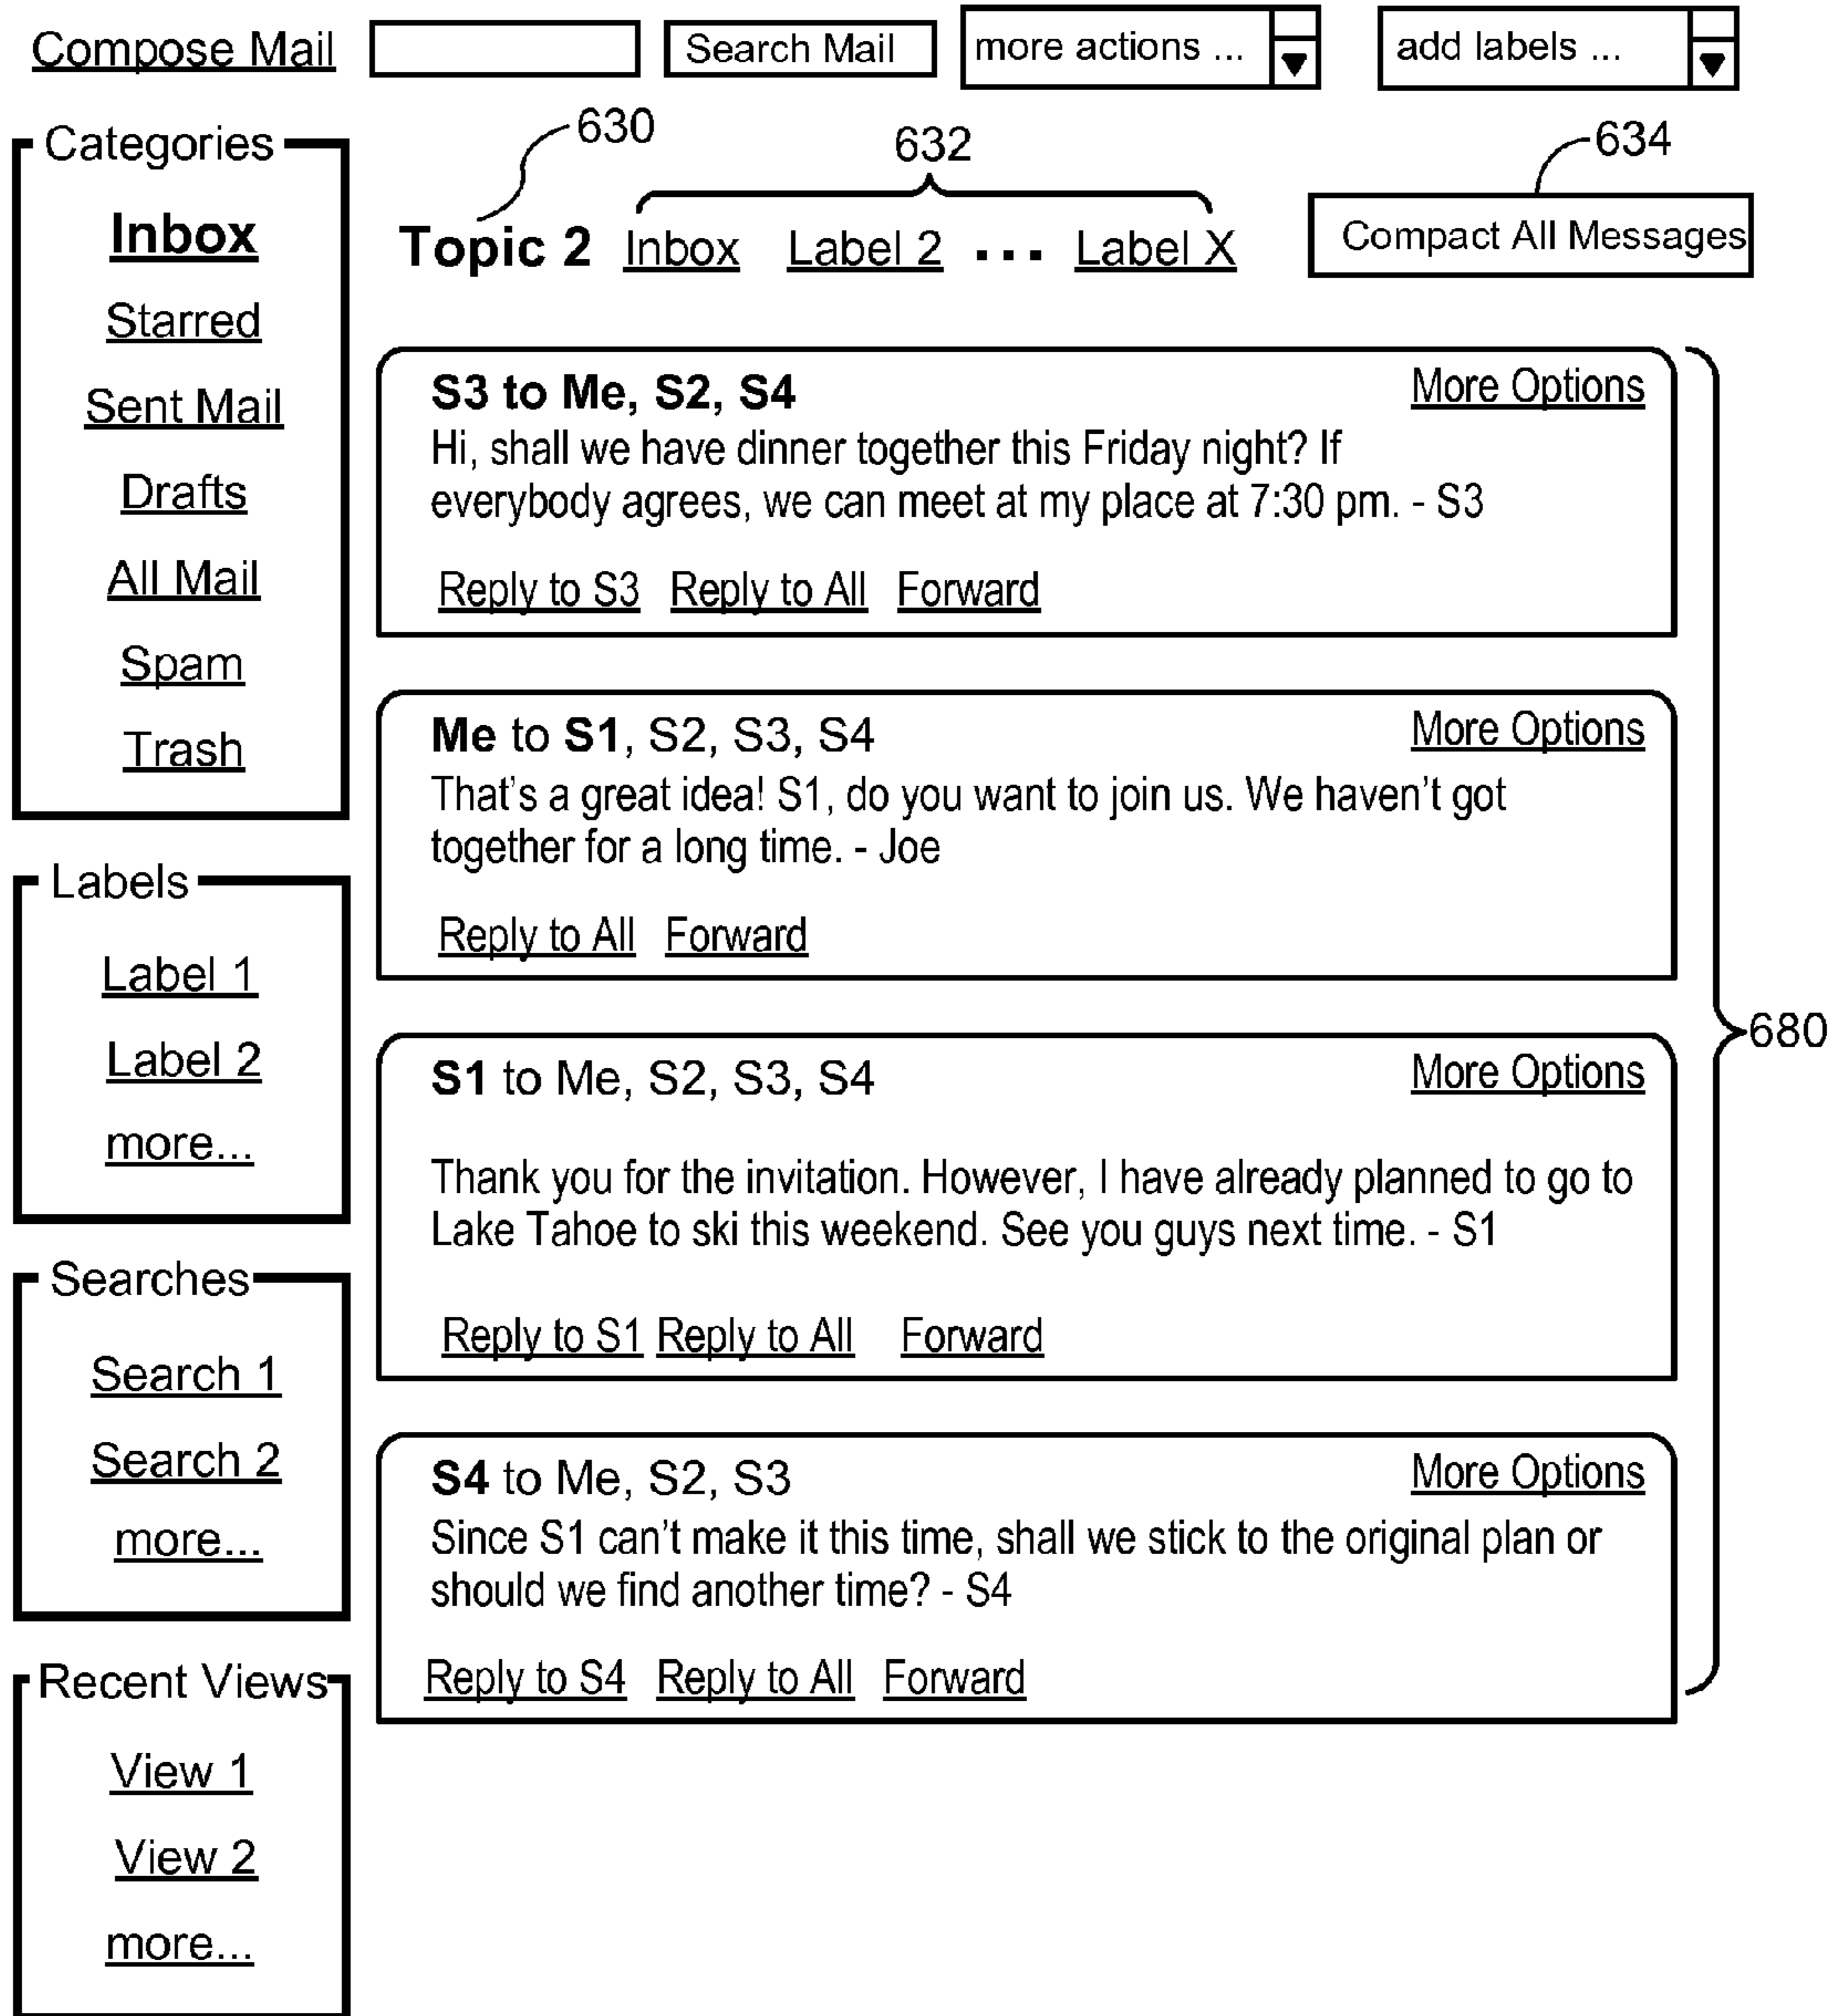 Compose Mail Search Mail more actions ... add labels ...
Categories
Inbox
Starred
Sent Mail
Drafts
All Mail
Spam
Trash
Labels
Label 1
Label 2
more...
Searches
Search 1
Search 2
more...
Recent Views
View 1
View 2
more...
630
632
634
Topic 2 Inbox Label 2 ... Label X Compact All Messages
S3 to Me, S2, S4 More Options
Hi, shall we have dinner together this Friday night? If
everybody agrees, we can meet at my place at 7:30 pm. - S3
Reply to S3 Reply to All Forward
Me to S1, S2, S3, S4 More Options
That's a great idea! S1, do you want to join us. We haven't got
together for a long time. - Joe
Reply to All Forward
S1 to Me, S2, S3, S4 More Options
Thank you for the invitation. However, I have already planned to go to
Lake Tahoe to ski this weekend. See you guys next time. - S1
Reply to S1 Reply to All Forward
S4 to Me, S2, S3 More Options
Since S1 can't make it this time, shall we stick to the original plan or
should we find another time? - S4
Reply to S4 Reply to All Forward
680